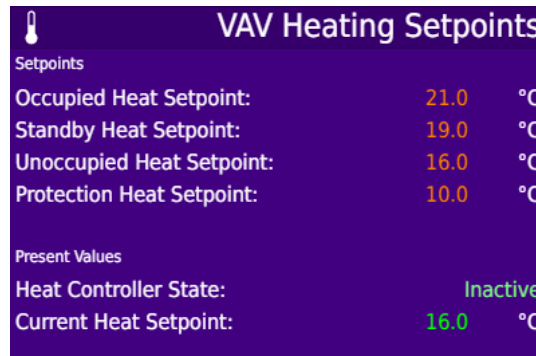 VAV Heating Setpoints
Setpoints
Occupied Heat Setpoint: 21.0 °C
Standby Heat Setpoint: 19.0 °C
Unoccupied Heat Setpoint: 16.0 °C
Protection Heat Setpoint: 10.0 °C
Present Values
Heat Controller State: Inactive
Current Heat Setpoint: 16.0 °C